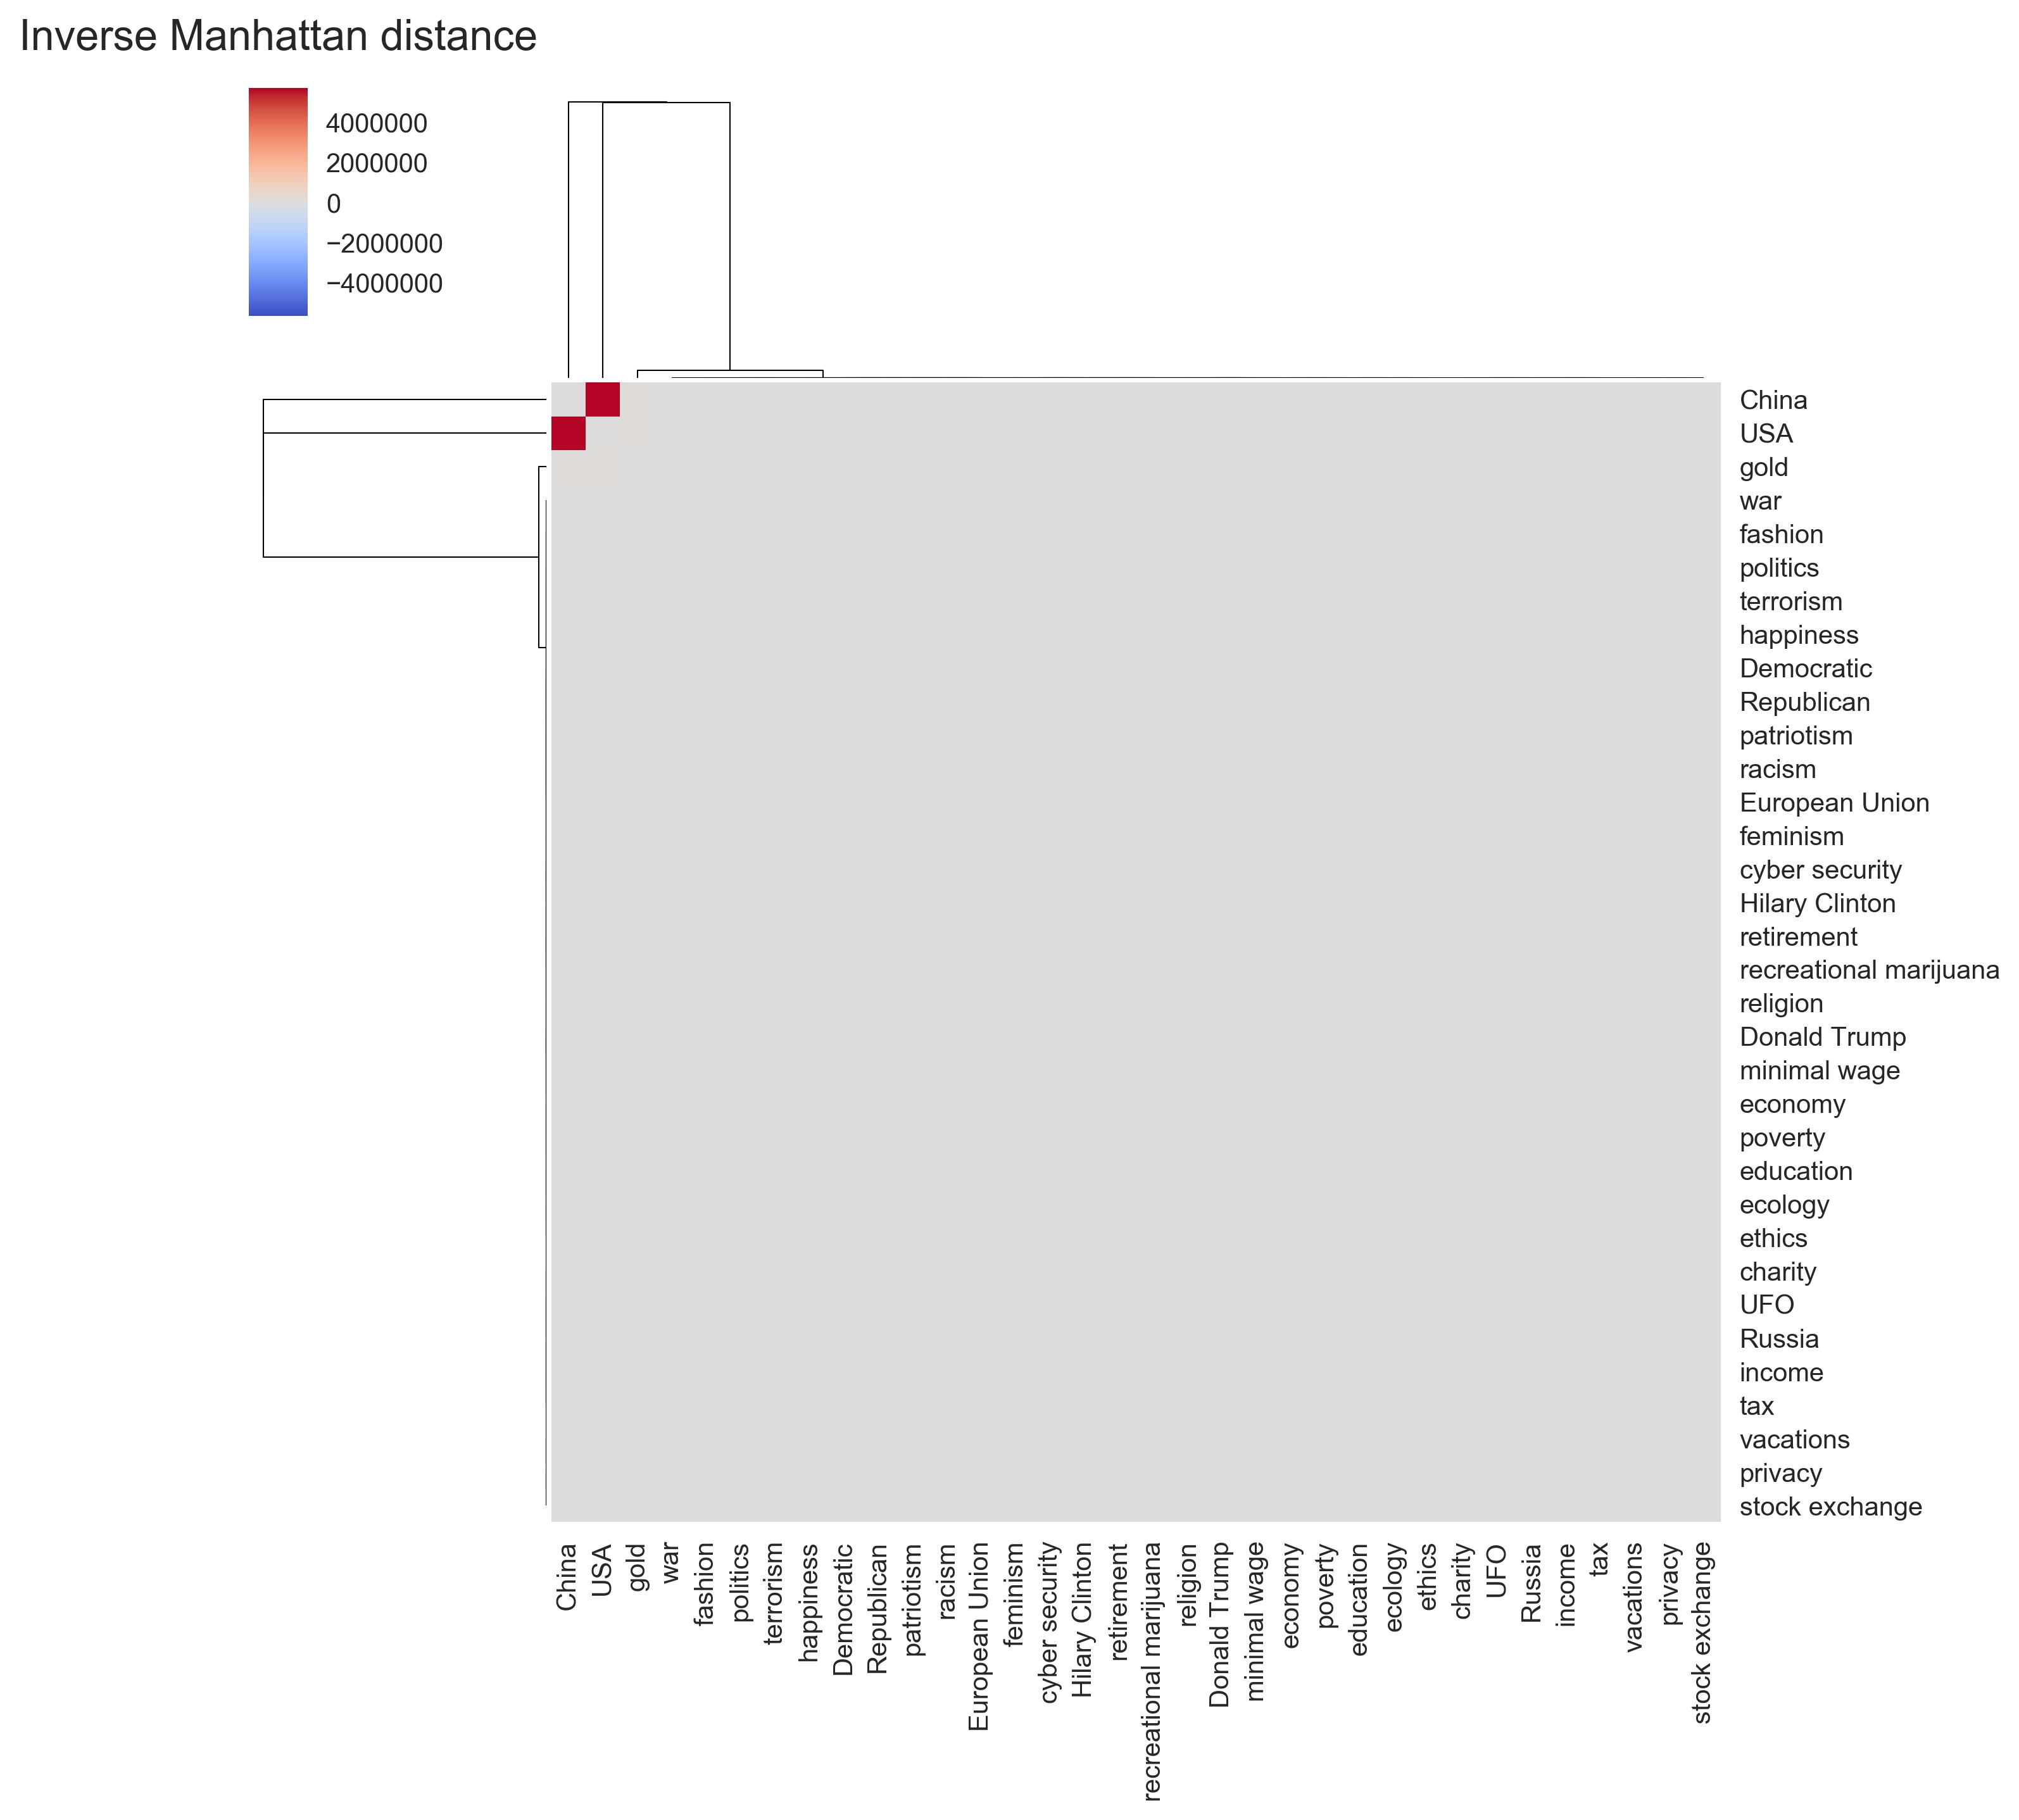 Inverse Manhattan distance
4000000
2000000
0
−2000000
−4000000
China
USA
gold
war
fashion
politics
terrorism
happiness
Democratic
Republican
patriotism
racism
European Union
feminism
cyber security
Hilary Clinton
retirement
recreational marijuana
religion
Donald Trump
minimal wage
economy
poverty
education
ecology
ethics
charity
UFO
Russia
income
tax
vacations
privacy
stock exchange
China
USA
gold
war
fashion
politics
terrorism
happiness
Democratic
Republican
patriotism
racism
European Union
feminism
cyber security
Hilary Clinton
retirement
recreational marijuana
religion
Donald Trump
minimal wage
economy
poverty
education
ecology
ethics
charity
UFO
Russia
income
tax
vacations
privacy
stock exchange